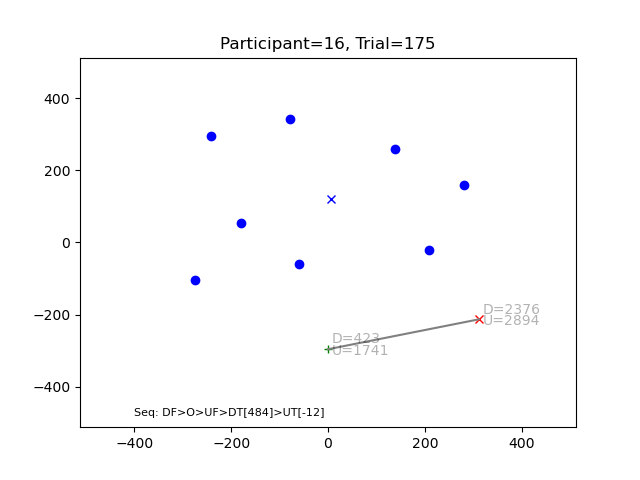 Participant=16, Trial=175
400
200
0
−200
−400
D=2376
U=2894
D=423
U=1741
Seq: DF>O>UF>DT[484]>UT[-12]
−400
−200
0
200
400